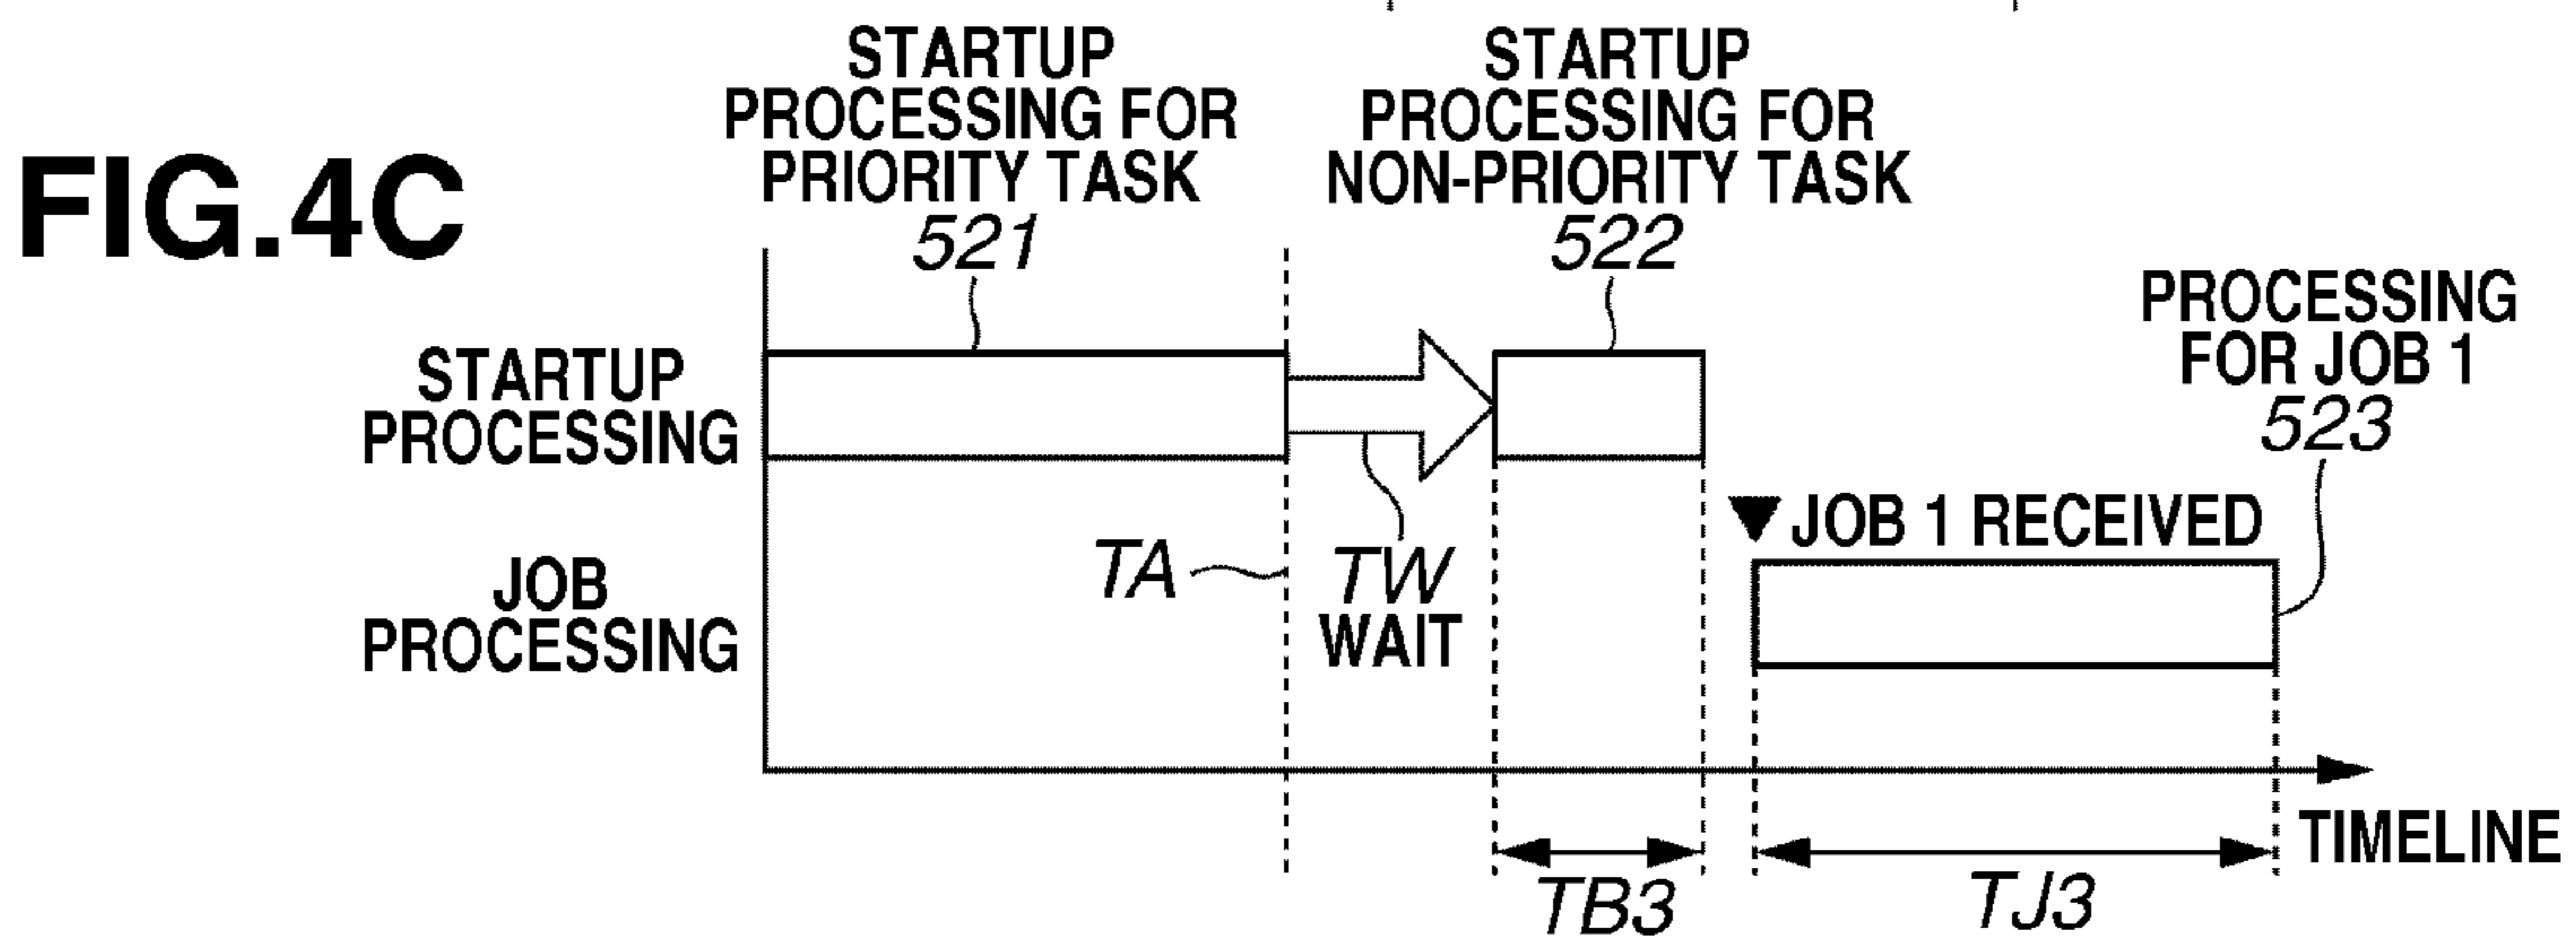 FIG.4C
STARTUP
PROCESSING FOR
PRIORITY TASK
521
STARTUP
PROCESSING FOR
NON-PRIORITY TASK
522
PROCESSING
FOR JOB 1
523
STARTUP
PROCESSING
JOB 1 RECEIVED
TA
TW
WAIT
JOB
PROCESSING
TIMELINE
TB3
TJ3